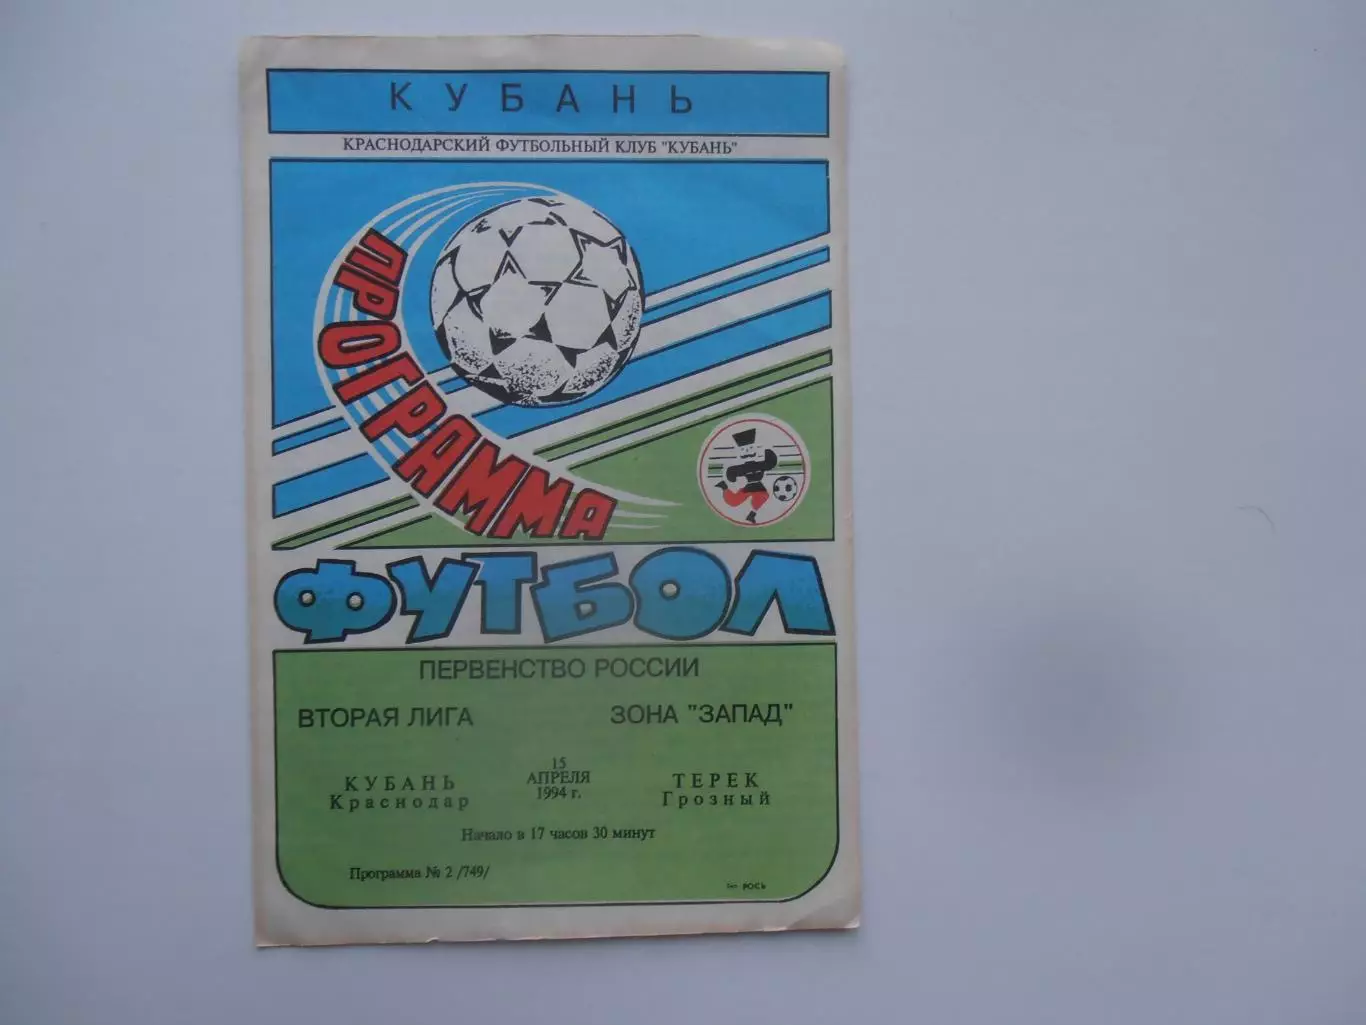 КУБАНЬ
КРАСНОДАРСКИЙ ФУТБОЛЬНЫЙ КЛУБ "КУБАНЬ"
ПРОГРАММА
ФУТБОЛ
ПЕРВЕНСТВО РОССИИ
ВТОРАЯ ЛИГА ЗОНА "ЗАПАД"
КУБАНЬ
Краснодар
15
АПРЕЛЯ
1994 г.
ТЕРЕК
Грозный
Начало в 17 часов 30 минут
Программа № 2 /749/
РОСЬ